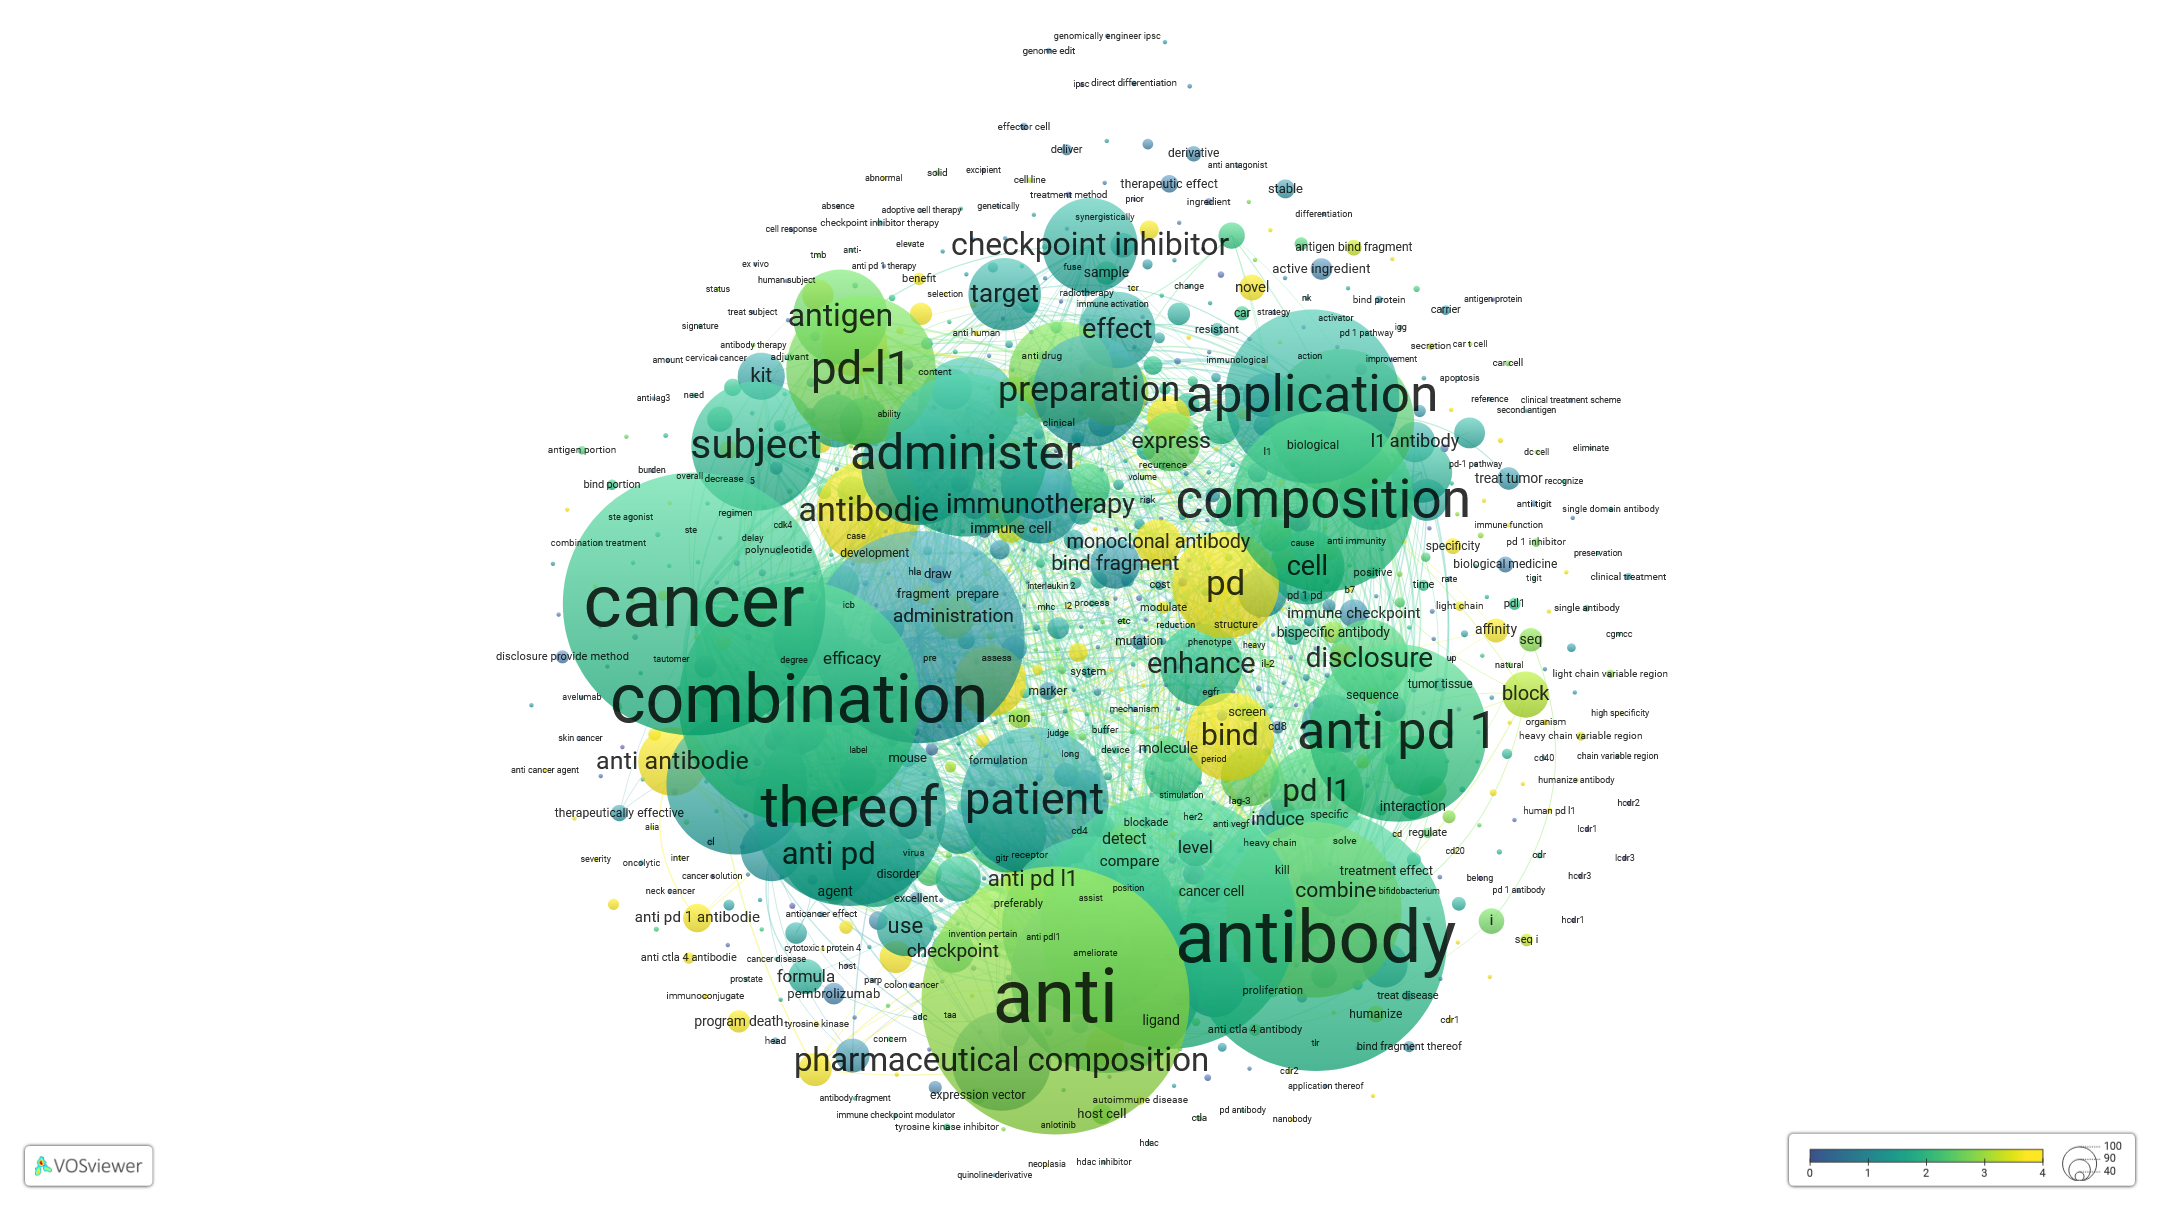 genomically engineer ipsc
genome edit
ipsc direct differentiation
effector cell
deliver
derivative
anti antagonist
abnormal
solid
excipient
cell line
therapeutic effect
stable
treatment method
prior
ingredient
absence
adoptive cell therapy
genetically
synergistically
differentiation
checkpoint inhibitor therapy
cell response
elevate
checkpoint inhibitor
antigen bind fragment
anti-
tmb
ex vivo
anti pd 1 therapy
fuse
sample
active ingredient
human subject
benefit
status
selection
target
radiotherapy
tcr
change
novel
nk
bind protein
antigen protein
immune activation
treat subject
antigen
car
strategy
carrier
signature
anti human
effect
resistant
activator
pd 1 pathway
igg
antibody therapy
secretion
car t cell
amount
cervical cancer
adjuvant
anti drug
immunological
action
improvement
car cell
kit
pd-l1
content
apoptosis
anti lag3
need
preparation
application
reference
clinical treatment scheme
second antigen
ability
clinical
subject
administer
express
biological
l1 antibody
antigen portion
l1
eliminate
dc cell
burden
recurrence
pd-1 pathway
overall
decrease
5
volume
treat tumor
recognize
bind portion
antibodie
immunotherapy
risk
composition
antitigit
single domain antibody
ste agonist
regimen
cdk4
immune cell
immune function
ste
delay
case
monoclonal antibody
cause
anti immunity
combination treatment
polynucleotide
development
specificity
pd 1 inhibitor
preservation
bind fragment
cell
biological medicine
hla
draw
positive
tigit
clinical treatment
interleukin 2
cost
pd
time
rate
fragment
prepare
pd 1 pd
b7
cancer
icb
mhc
l2
process
modulate
light chain
pdl1
single antibody
administration
etc
reduction
structure
immune checkpoint
affinity
seq
cgmcc
mutation
phenotype
heavy
bispecific antibody
disclosure provide method
tautomer
degree
efficacy
pre
assess
system
enhance
il-2
disclosure
up
natural
light chain variable region
tumor tissue
avelumab
combination
marker
egfr
sequence
block
mechanism
screen
high specificity
non
buffer
cd8
organism
skin cancer
judge
bind
anti pd 1
heavy chain variable region
label
mouse
long
device
molecule
period
cd40
chain variable region
anti cancer agent
anti antibodie
formulation
humanize antibody
stimulation
pd l1
therapeutically effective
thereof
patient
lag-3
interaction
human pd l1
hcdr2
alia
cd4
blockade
her2
anti vegf
induce
specific
cd
regulate
lcdr1
cl
detect
heavy chain
solve
severity
oncolytic
inter
anti pd
virus
gitr
receptor
compare
level
cd20
cdr
lcdr3
cancer solution
disorder
anti pd l1
kill
treatment effect
belong
hcdr3
neck cancer
agent
excellent
position
cancer cell
combine
bifidobacterium
pd 1 antibody
anti pd 1 antibodie
anticancer effect
use
preferably
assist
i
hcdr1
invention pertain
anti pdl1
antibody
seq i
cytotoxic t protein 4
checkpoint
ameliorate
anti ctla 4 antibodie
cancer disease
host
prostate
formula
parp
colon cancer
immunoconjugate
pembrolizumab
anti
proliferation
treat disease
program death
tyrosine kinase
adc
taa
ligand
humanize
cdr1
head
concern
anti ctla 4 antibody
tlr
bind fragment thereof
pharmaceutical composition
cdr2
application thereof
antibody fragment
expression vector
autoimmune disease
immune checkpoint modulator
host cell
pd antibody
ctla
nanobody
tyrosine kinase inhibitor
anlotinib
hdac
neoplasia
hdac inhibitor
quinoline derivative
VOSviewer
0 1 2 3 4
100
90
40